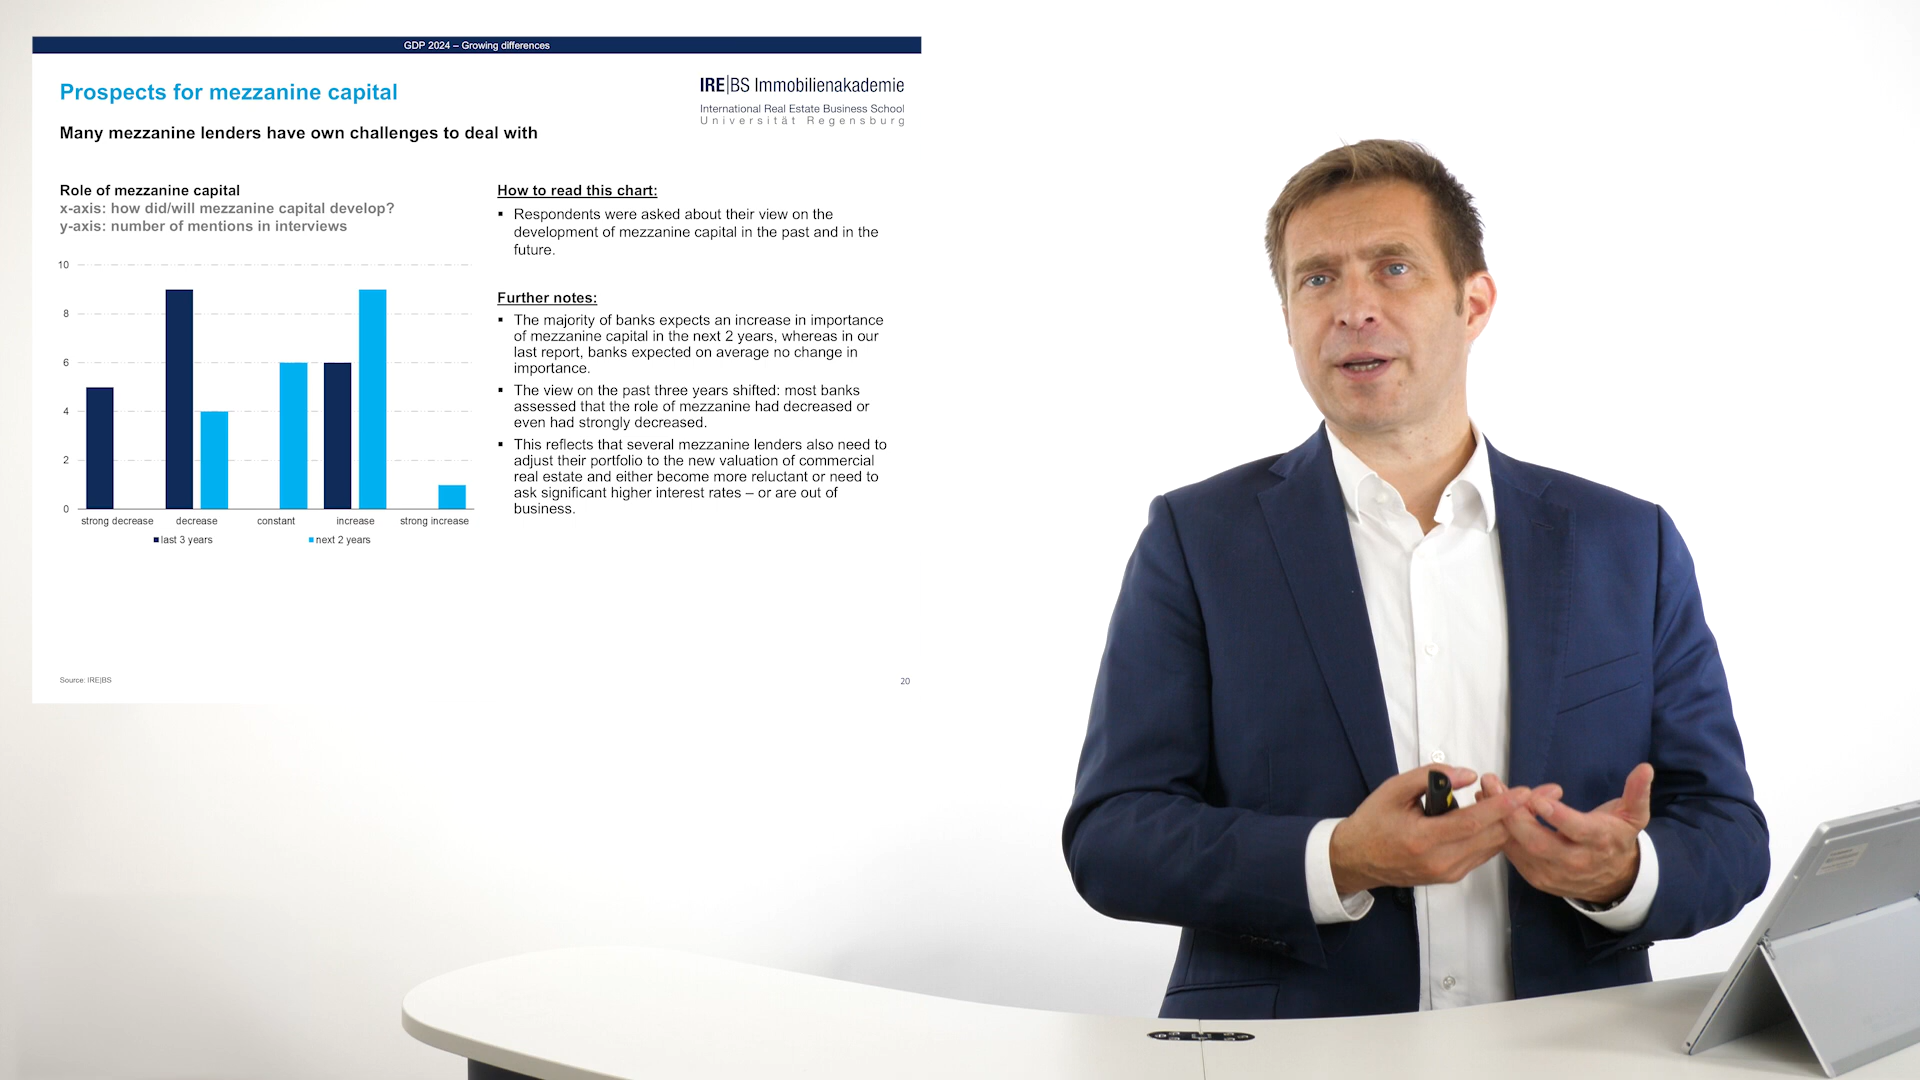 GDP 2024 – Growing differences
Prospects for mezzanine capital
IRE|BS Immobilienakademie
International Real Estate Business School
Universität Regensburg
Many mezzanine lenders have own challenges to deal with
Role of mezzanine capital
x-axis: how did/will mezzanine capital develop?
y-axis: number of mentions in interviews
10
8
6
4
2
0
strong decrease decrease constant increase strong increase
last 3 years next 2 years
How to read this chart:
▪ Respondents were asked about their view on the
development of mezzanine capital in the past and in the
future.
Further notes:
▪ The majority of banks expects an increase in importance
of mezzanine capital in the next 2 years, whereas in our
last report, banks expected on average no change in
importance.
▪ The view on the past three years shifted: most banks
assessed that the role of mezzanine had decreased or
even had strongly decreased.
▪ This reflects that several mezzanine lenders also need to
adjust their portfolio to the new valuation of commercial
real estate and either become more reluctant or need to
ask significant higher interest rates – or are out of
business.
Source: IRE|BS
20